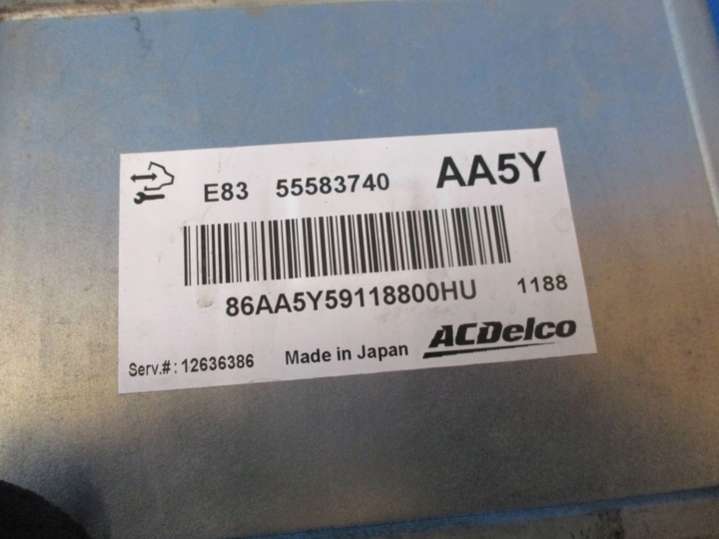 E83 55583740 AA5Y
86AA5Y59118800HU 1188
Serv.#: 12636386 Made in Japan ACDelco